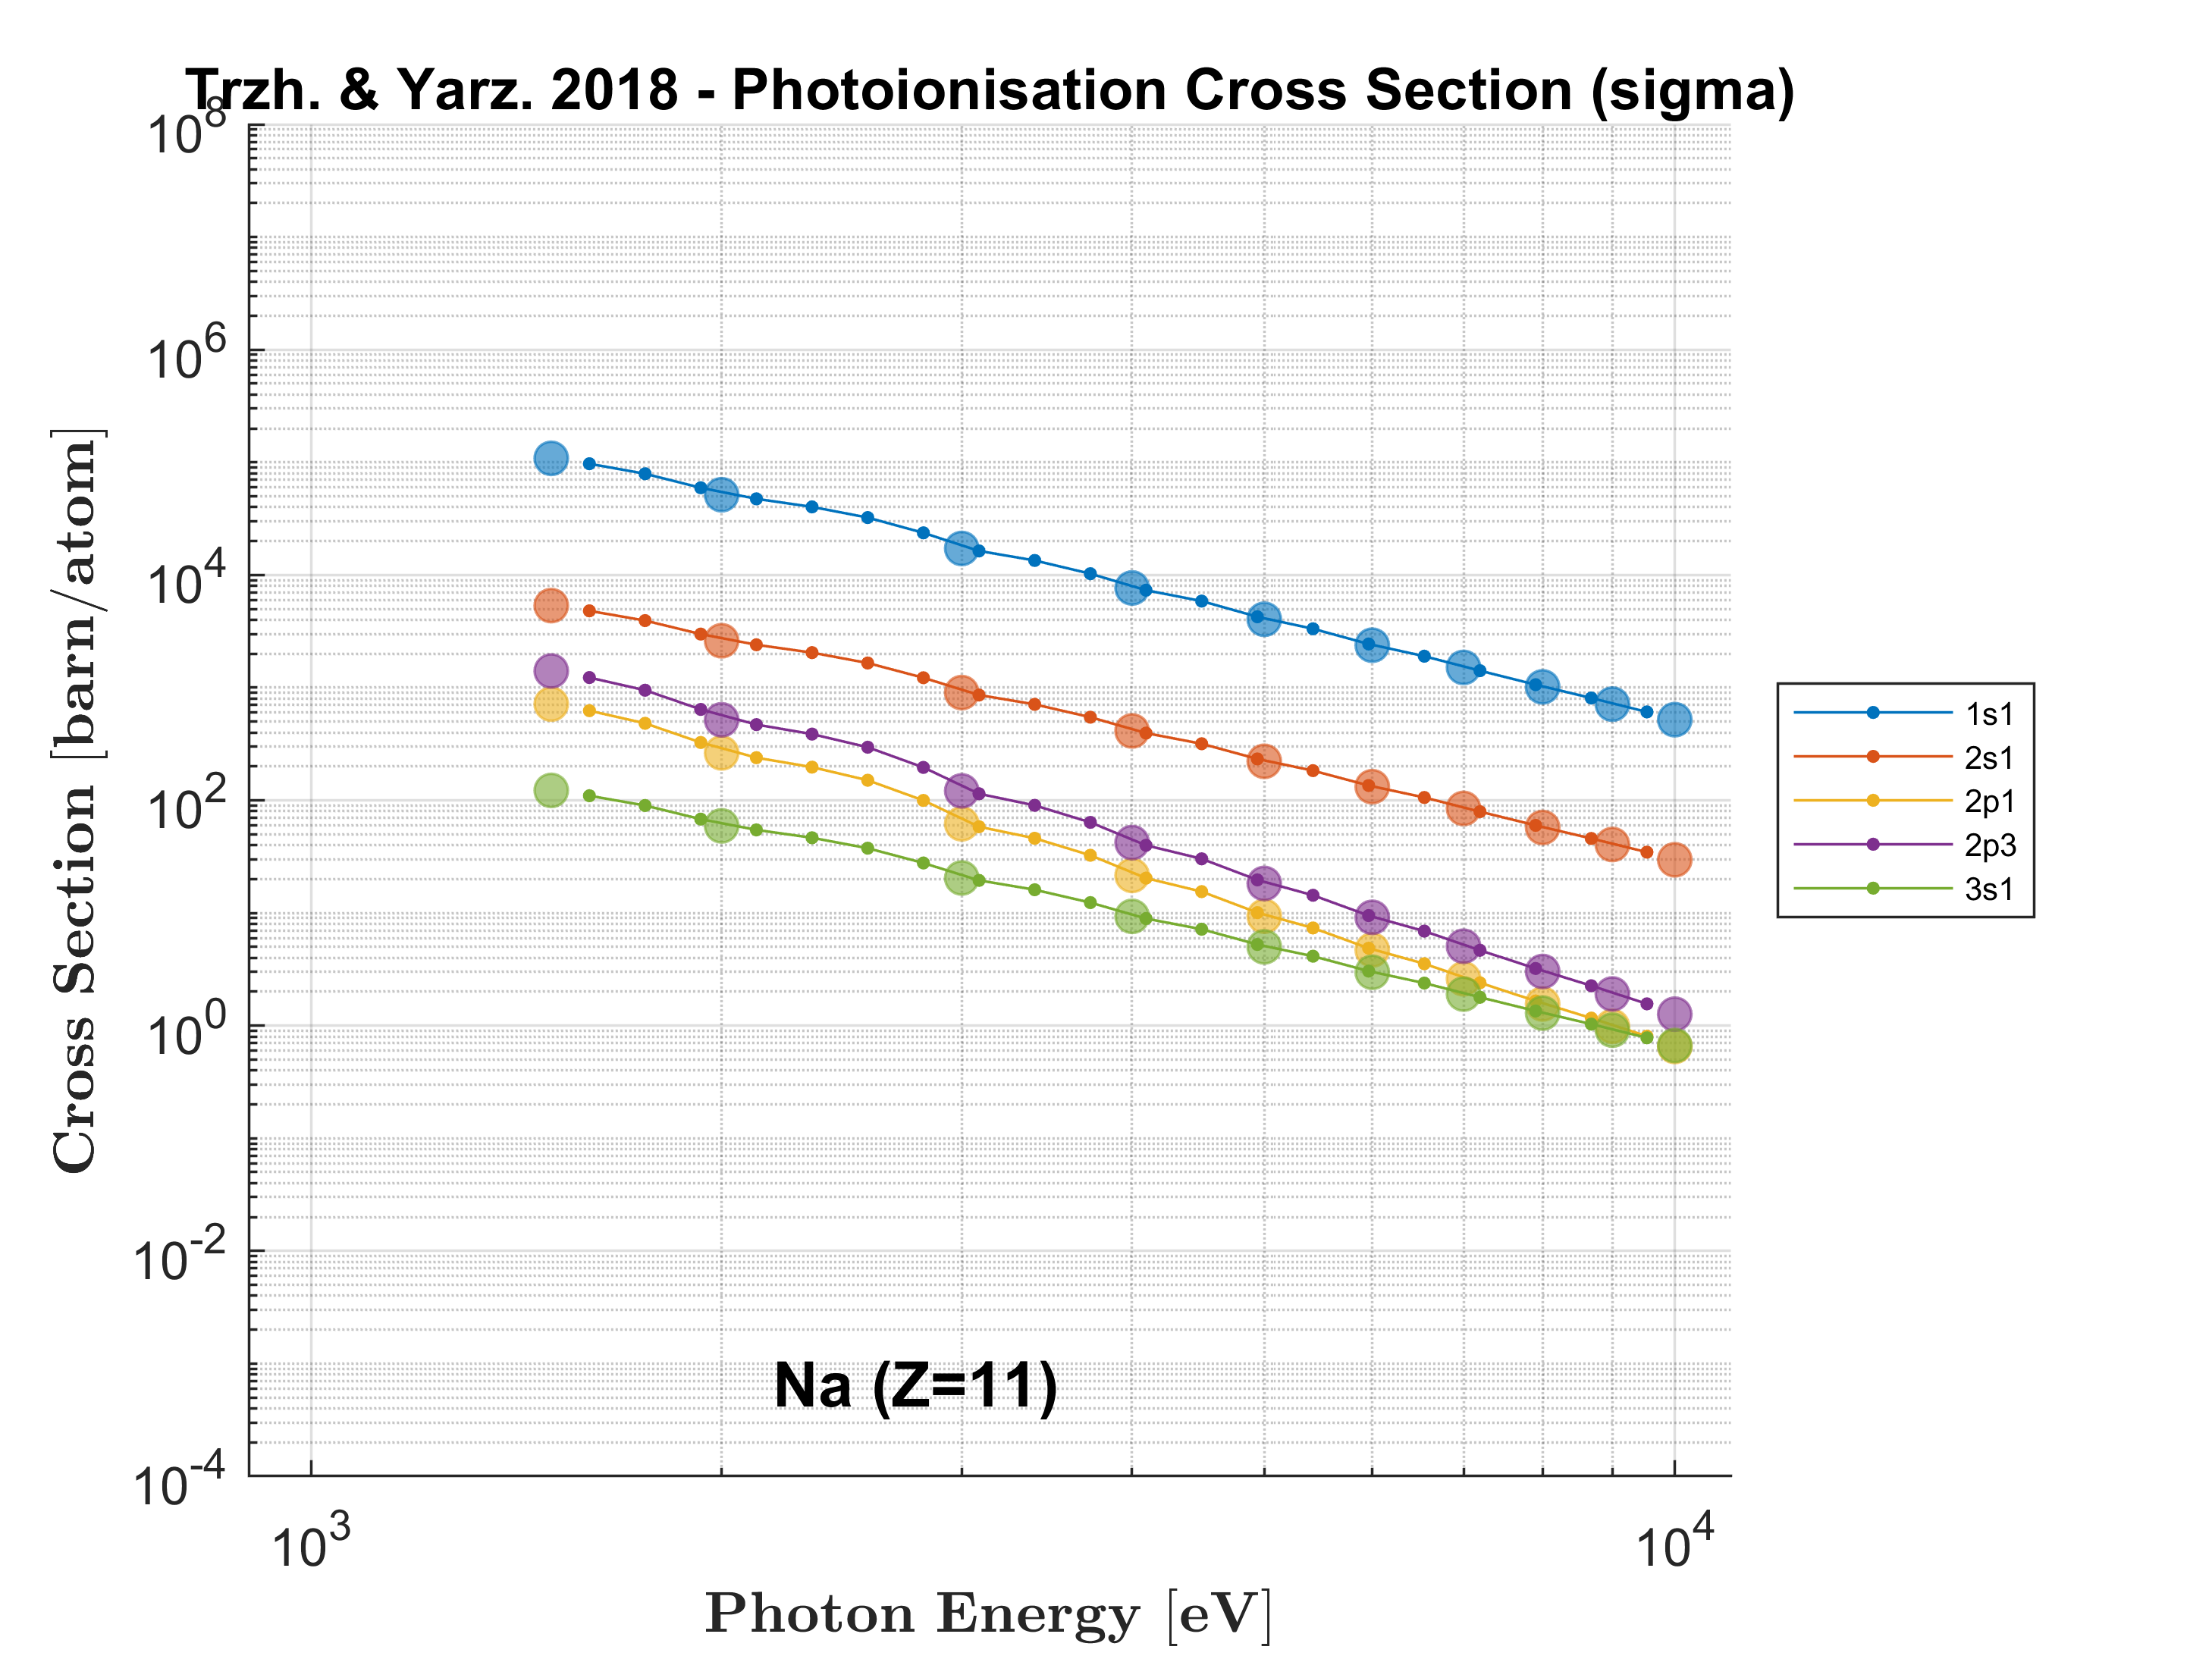 Trzh. & Yarz. 2018 - Photoionisation Cross Section (sigma)
10^8
10^6
10^4
10^2
10^0
10^-2
10^-4
Cross Section [barn/atom]
1s1
2s1
2p1
2p3
3s1
Na (Z=11)
10^3
10^4
Photon Energy [eV]